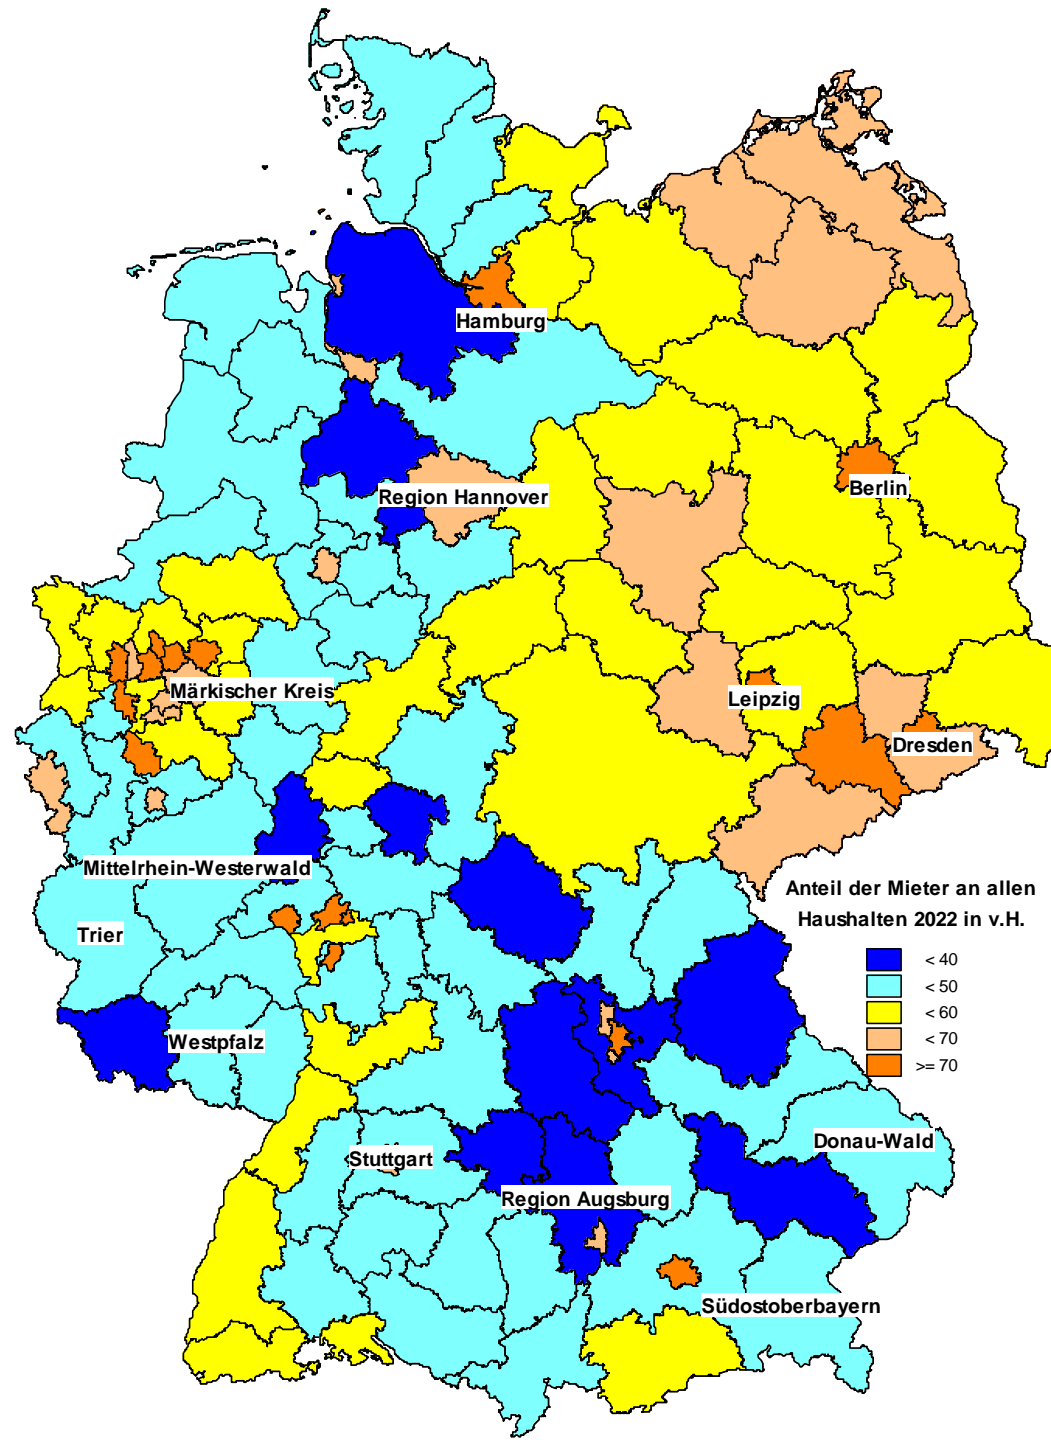 Hamburg
Region Hannover
Berlin
Märkischer Kreis
Leipzig
Dresden
Mittelrhein-Westerwald
Trier
Anteil der Mieter an allen
Haushalten 2022 in v.H.
< 40
< 50
< 60
< 70
>= 70
Westpfalz
Donau-Wald
Stuttgart
Region Augsburg
Südostoberbayern